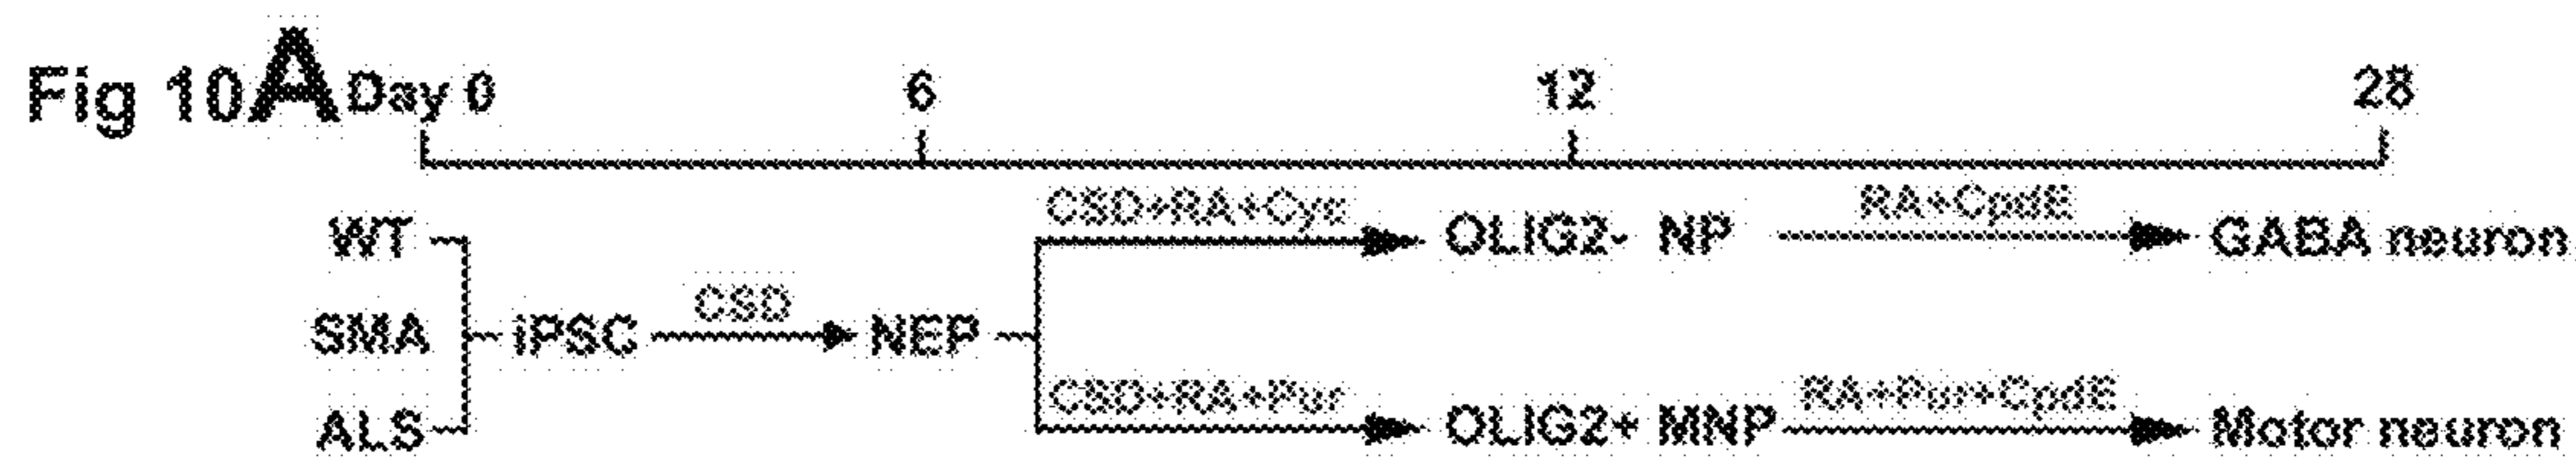 Fig 10A Day 0 6 12 28
CSD+RA+Cyc RA+CpdE
WT OLIG2- NP GABA neuron
CSD
SMA iPSC NEP
CSD+RA+Pur RA+Pur+CpdE
ALS OLIG2+ MNP Motor neuron